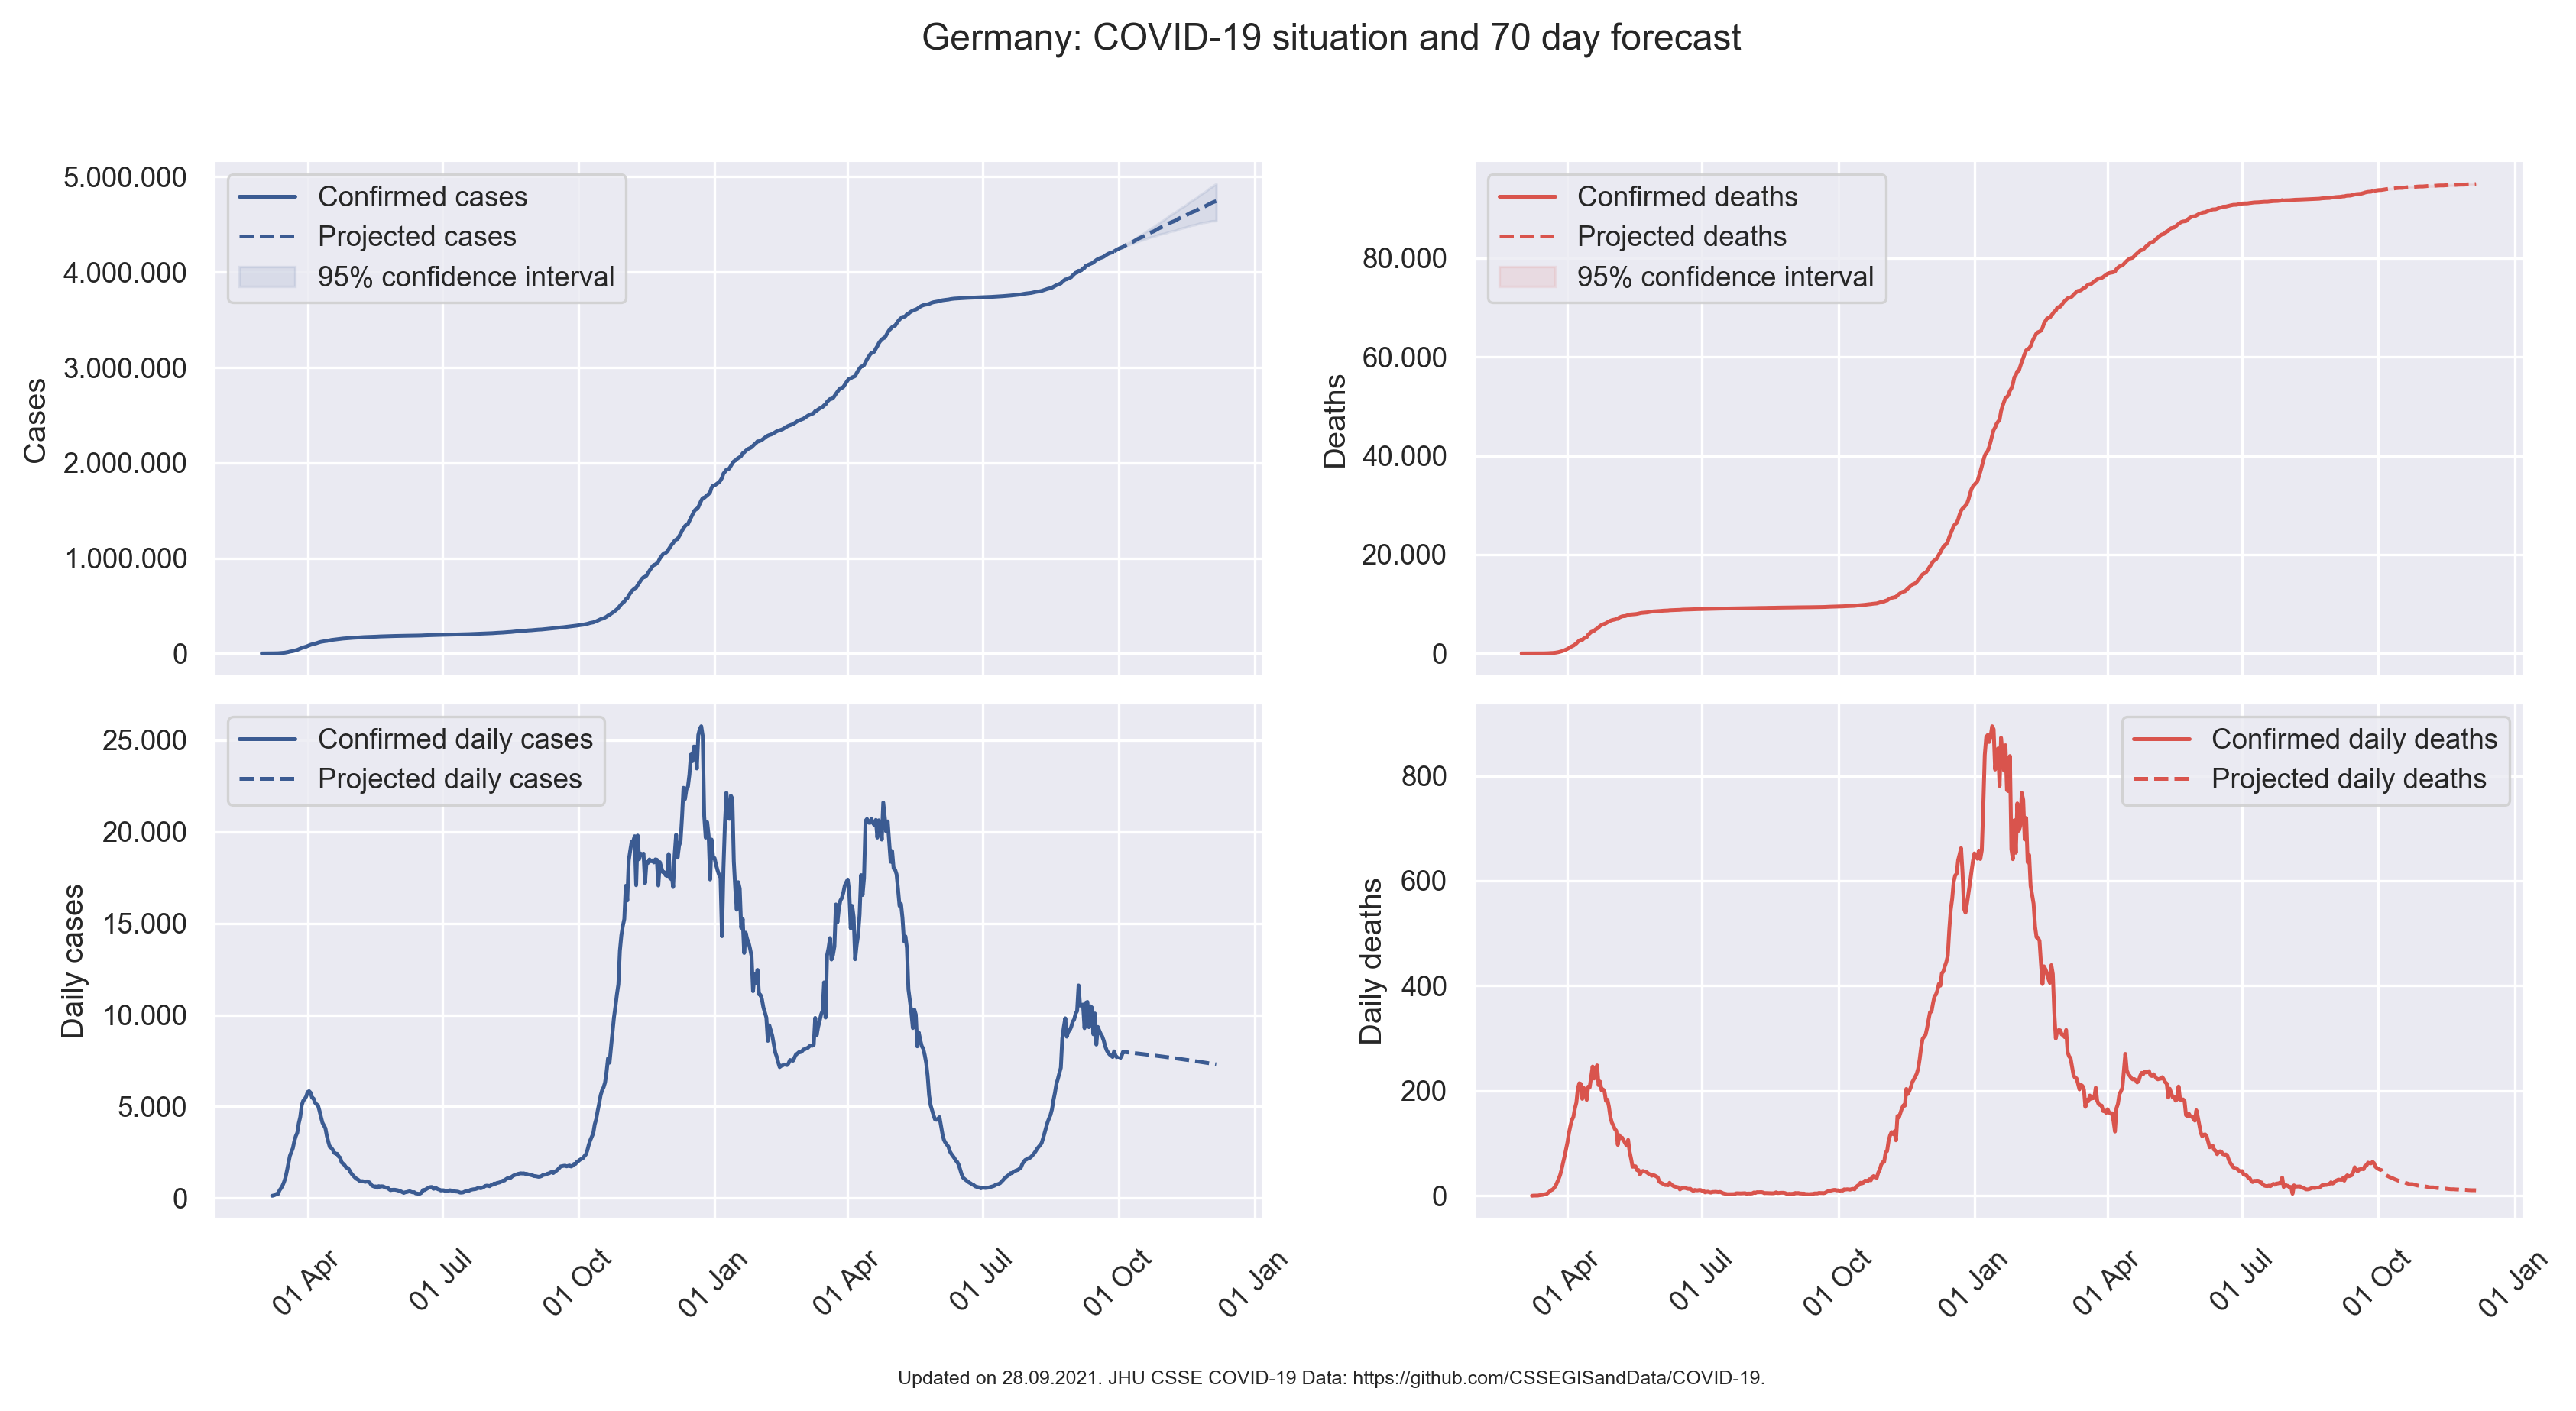 Germany: COVID-19 situation and 70 day forecast
5.000.000
4.000.000
3.000.000
2.000.000
1.000.000
0
Cases
Confirmed cases
Projected cases
95% confidence interval
80.000
60.000
40.000
20.000
0
Deaths
Confirmed deaths
Projected deaths
95% confidence interval
25.000
20.000
15.000
10.000
5.000
0
Daily cases
Confirmed daily cases
Projected daily cases
01 Apr
01 Jul
01 Oct
01 Jan
01 Apr
01 Jul
01 Oct
01 Jan
800
600
400
200
0
Daily deaths
Confirmed daily deaths
Projected daily deaths
01 Apr
01 Jul
01 Oct
01 Jan
01 Apr
01 Jul
01 Oct
01 Jan
Updated on 28.09.2021. JHU CSSE COVID-19 Data: https://github.com/CSSEGISandData/COVID-19.